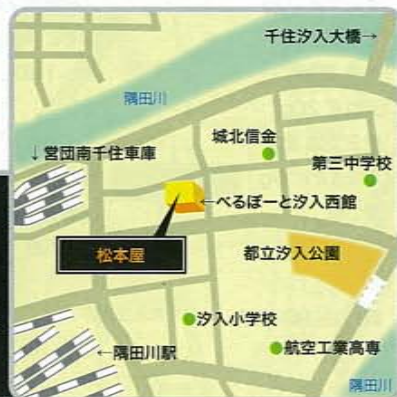 千住汐入大橋→
隅田川
城北信金
↓営団南千住車庫
第三中学校
←べるぽーと汐入西館
松本屋
都立汐入公園
汐入小学校
←隅田川駅
航空工業高専
隅田川